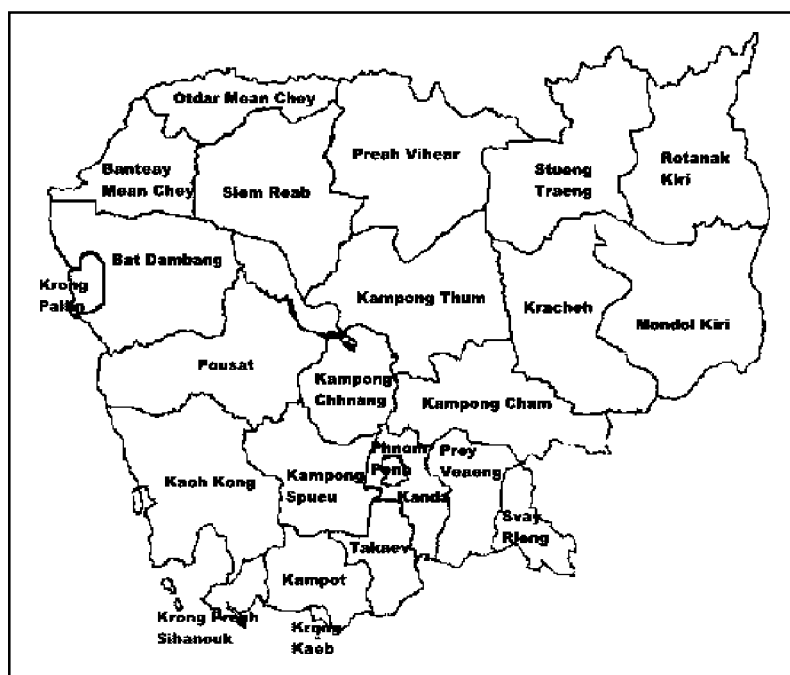 Otdar Mean Chey
Preah Vihear
Banteay
Mean Chey
Siem Reab
Stueng
Traeng
Rotanak
Kiri
Bat Dambang
Krong
Pailin
Kampong Thum
Kracheh
Mondol Kiri
Pousat
Kampong
Chhnang
Kampong Cham
Phnom
Penh
Prey
Veaeng
Kaoh Kong
Kampong
Spueu
Kanda
Svay
Rieng
Takaev
Kampot
Krong Preah
Sihanouk
Krong
Kaeb